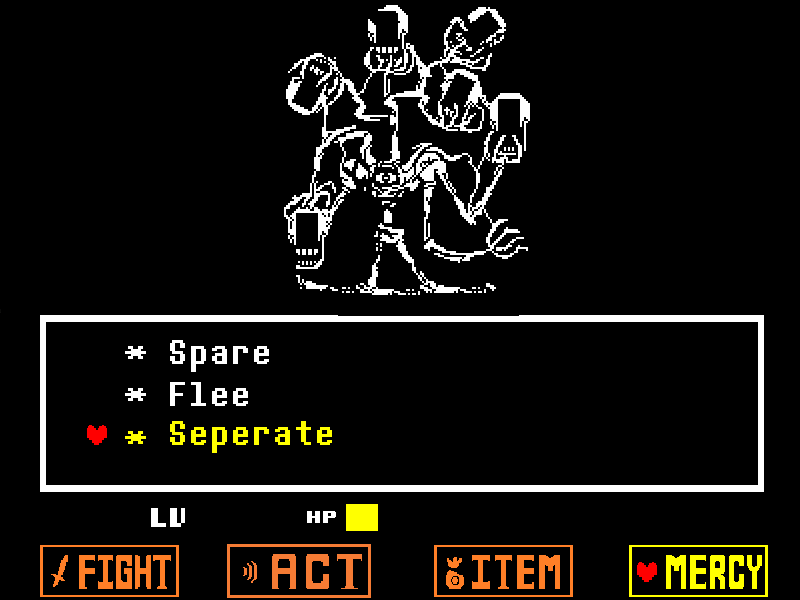 * Spare
* Flee
* Seperate
LV HP
FIGHT ACT ITEM MERCY